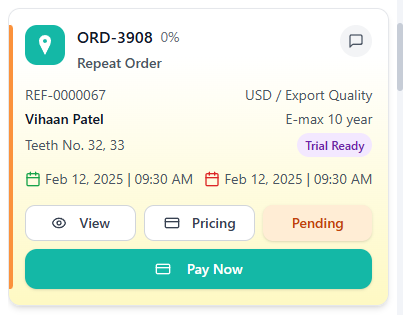 ORD-3908 0%
Repeat Order
REF-0000067 USD / Export Quality
Vihaan Patel E-max 10 year
Teeth No. 32, 33 Trial Ready
Feb 12, 2025 | 09:30 AM Feb 12, 2025 | 09:30 AM
View Pricing Pending
Pay Now